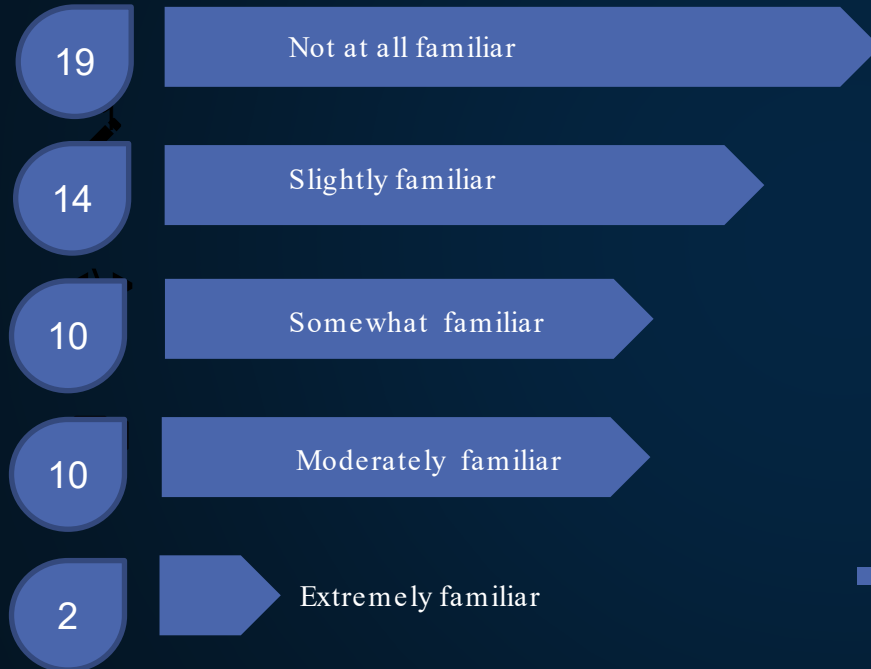 19 Not at all familiar
14 Slightly familiar
10 Somewhat familiar
10 Moderately familiar
2 Extremely familiar